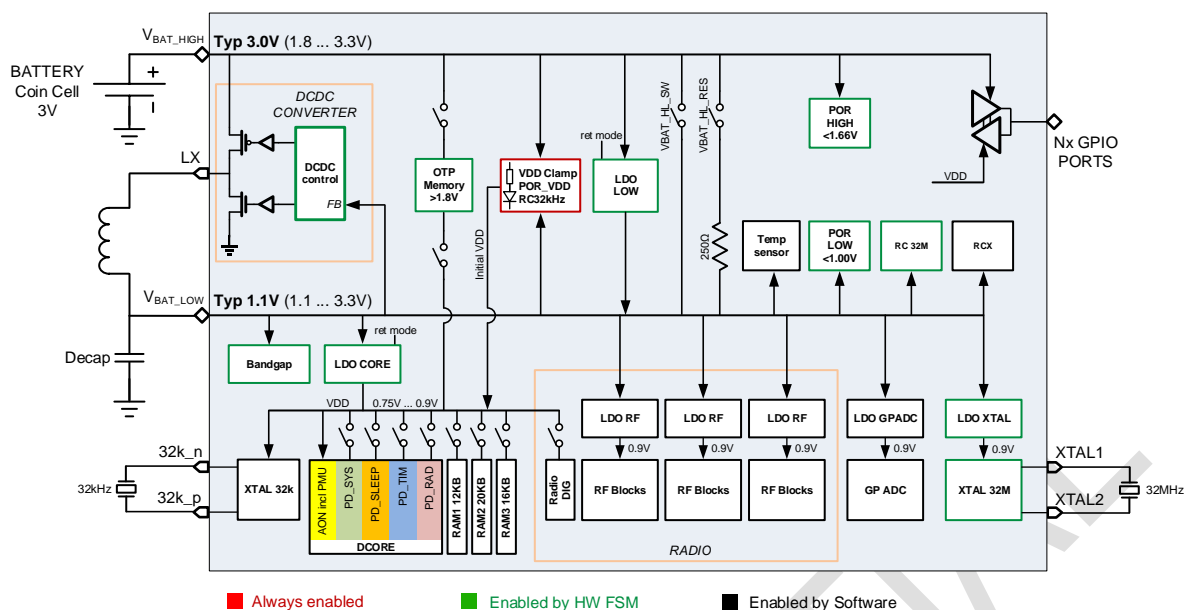 VBAT_HIGH
Typ 3.0V (1.8 ... 3.3V)
BATTERY
Coin Cell
3V
+
DCDC
CONVERTER
LX
DCDC
control
FB
OTP
Memory
>1.8V
Initial VDD
VDD Clamp
POR_VDD
RC32kHz
ret mode
LDO
LOW
VBAT_HL_SW
VBAT_HL_RES
250Ω
POR
HIGH
<1.66V
VDD
Nx GPIO
PORTS
Temp
sensor
POR
LOW
<1.00V
RC 32M
RCX
VBAT_LOW
Typ 1.1V (1.1 ... 3.3V)
Decap
Bandgap
ret mode
LDO CORE
VDD
0.75V ... 0.9V
32k_n
32kHz
32k_p
XTAL 32k
AON incl PMU
PD_SYS
PD_SLEEP
PD_TIM
PD_RAD
DCORE
RAM1 12KB
RAM2 20KB
RAM3 16KB
Radio
DIG
LDO RF
LDO RF
LDO RF
LDO GPADC
LDO XTAL
0.9V
0.9V
0.9V
0.9V
0.9V
RF Blocks
RF Blocks
RF Blocks
GP ADC
XTAL 32M
RADIO
XTAL1
XTAL2
32MHz
Always enabled
Enabled by HW FSM
Enabled by Software